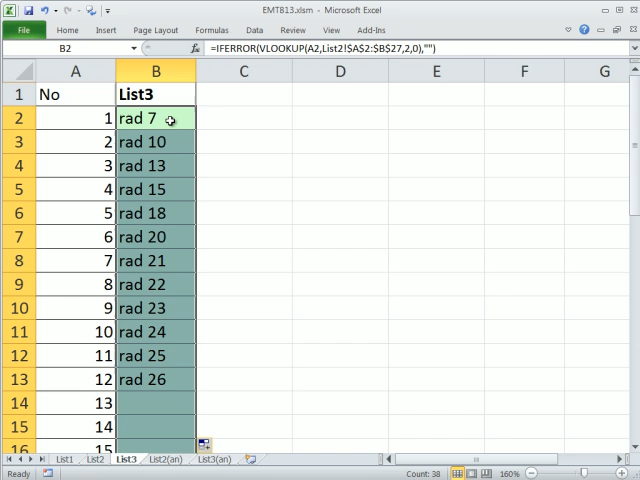 EMT813.xlsm - Microsoft Excel
File Home Insert Page Layout Formulas Data Review View Add-Ins
B2 fx =IFERROR(VLOOKUP(A2,List2!$A$2:$B$27,2,0),"")
A B C D E F G
1 No List3
2 1 rad 7
3 2 rad 10
4 3 rad 13
5 4 rad 15
6 5 rad 18
7 6 rad 20
8 7 rad 21
9 8 rad 22
10 9 rad 23
11 10 rad 24
12 11 rad 25
13 12 rad 26
14 13
15 14
16 15
List1 List2 List3 List2(an) List3(an)
Ready Count: 38 160%